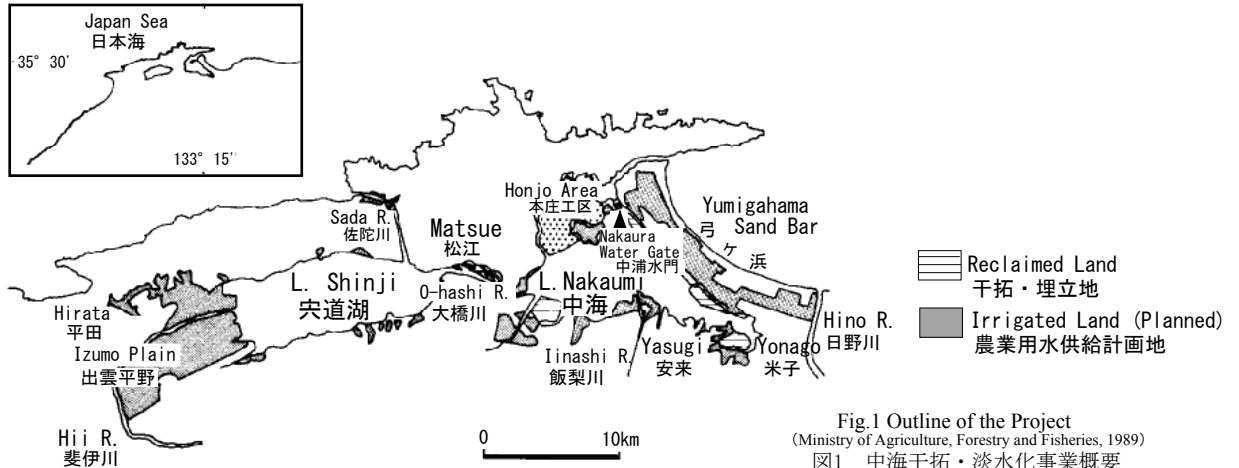 Japan Sea
日本海
35° 30'
133° 15''
Honjo Area
本庄工区
Sada R.
佐陀川
Matsue
松江
Nakaura
Water Gate
中浦水門
Yumigahama
Sand Bar
弓ヶ浜
L. Shinji
宍道湖
O-hashi R.
大橋川
L. Nakaumi
中海
Hirata
平田
Izumo Plain
出雲平野
Iinashi R.
飯梨川
Yasugi
安来
Yonago
米子
Hino R.
日野川
Hii R.
斐伊川
0 10km
Reclaimed Land
干拓・埋立地
Irrigated Land (Planned)
農業用水供給計画地
Fig.1 Outline of the Project
(Ministry of Agriculture, Forestry and Fisheries, 1989)
図1 中海干拓・淡水化事業概要